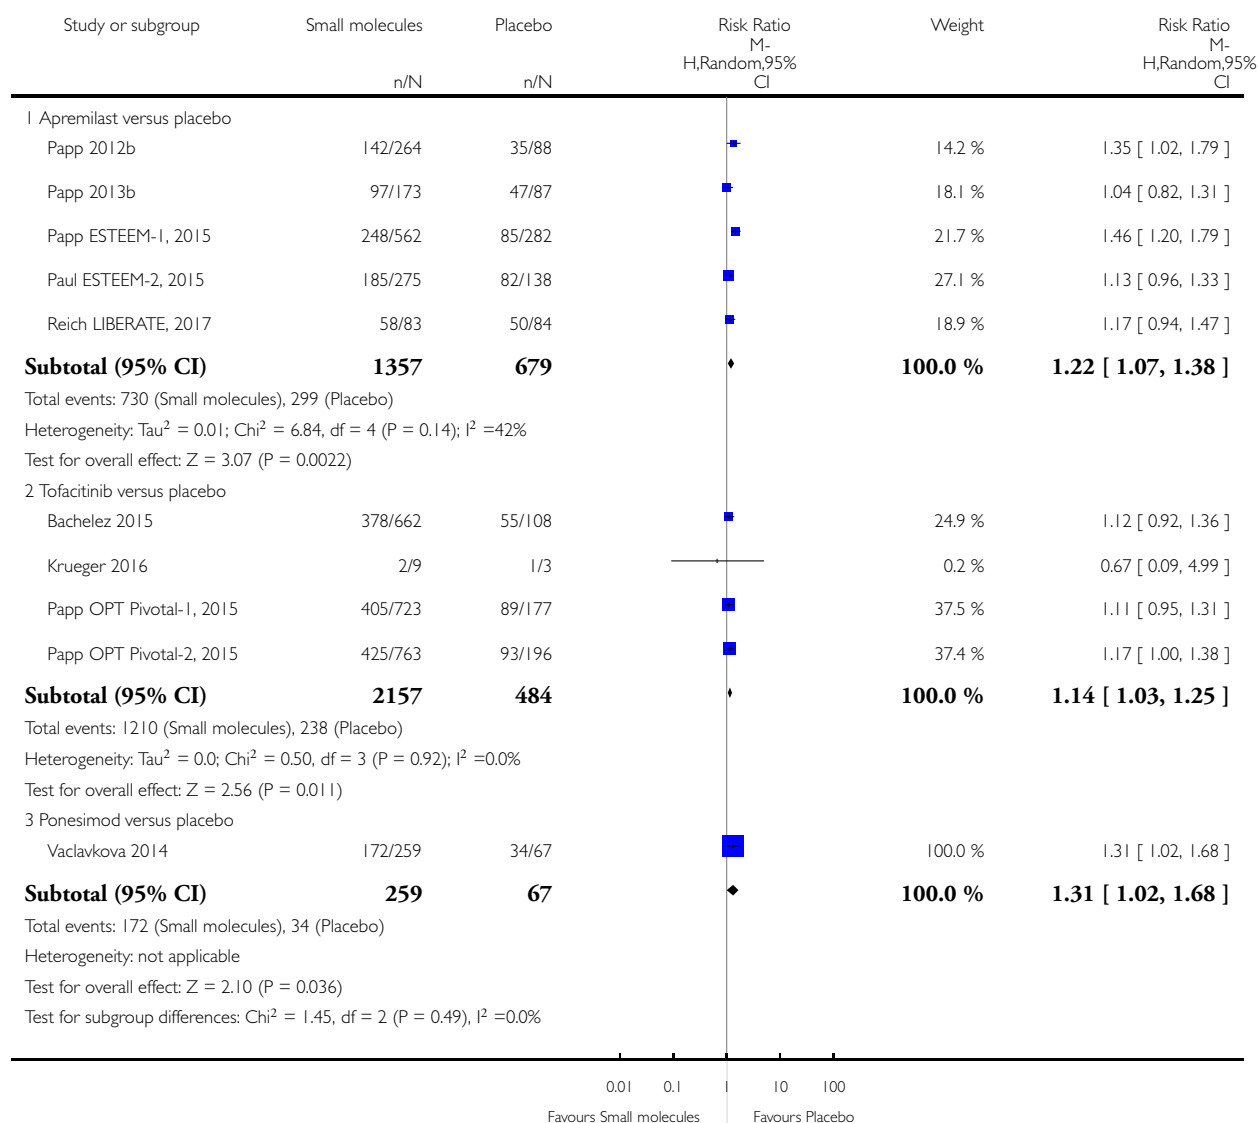 Study or subgroup Small molecules Placebo Risk Ratio Weight Risk Ratio
M- M-
H,Random,95% H,Random,95%
n/N n/N CI CI
1 Apremilast versus placebo
Papp 2012b 142/264 35/88 14.2 % 1.35 [ 1.02, 1.79 ]
Papp 2013b 97/173 47/87 18.1 % 1.04 [ 0.82, 1.31 ]
Papp ESTEEM-1, 2015 248/562 85/282 21.7 % 1.46 [ 1.20, 1.79 ]
Paul ESTEEM-2, 2015 185/275 82/138 27.1 % 1.13 [ 0.96, 1.33 ]
Reich LIBERATE, 2017 58/83 50/84 18.9 % 1.17 [ 0.94, 1.47 ]
Subtotal (95% CI) 1357 679 100.0 % 1.22 [ 1.07, 1.38 ]
Total events: 730 (Small molecules), 299 (Placebo)
Heterogeneity: Tau² = 0.01; Chi² = 6.84, df = 4 (P = 0.14); I² =42%
Test for overall effect: Z = 3.07 (P = 0.0022)
2 Tofacitinib versus placebo
Bachelez 2015 378/662 55/108 24.9 % 1.12 [ 0.92, 1.36 ]
Krueger 2016 2/9 1/3 0.2 % 0.67 [ 0.09, 4.99 ]
Papp OPT Pivotal-1, 2015 405/723 89/177 37.5 % 1.11 [ 0.95, 1.31 ]
Papp OPT Pivotal-2, 2015 425/763 93/196 37.4 % 1.17 [ 1.00, 1.38 ]
Subtotal (95% CI) 2157 484 100.0 % 1.14 [ 1.03, 1.25 ]
Total events: 1210 (Small molecules), 238 (Placebo)
Heterogeneity: Tau² = 0.0; Chi² = 0.50, df = 3 (P = 0.92); I² =0.0%
Test for overall effect: Z = 2.56 (P = 0.011)
3 Ponesimod versus placebo
Vaclavkova 2014 172/259 34/67 100.0 % 1.31 [ 1.02, 1.68 ]
Subtotal (95% CI) 259 67 100.0 % 1.31 [ 1.02, 1.68 ]
Total events: 172 (Small molecules), 34 (Placebo)
Heterogeneity: not applicable
Test for overall effect: Z = 2.10 (P = 0.036)
Test for subgroup differences: Chi² = 1.45, df = 2 (P = 0.49), I² =0.0%
0.01 0.1 1 10 100
Favours Small molecules Favours Placebo